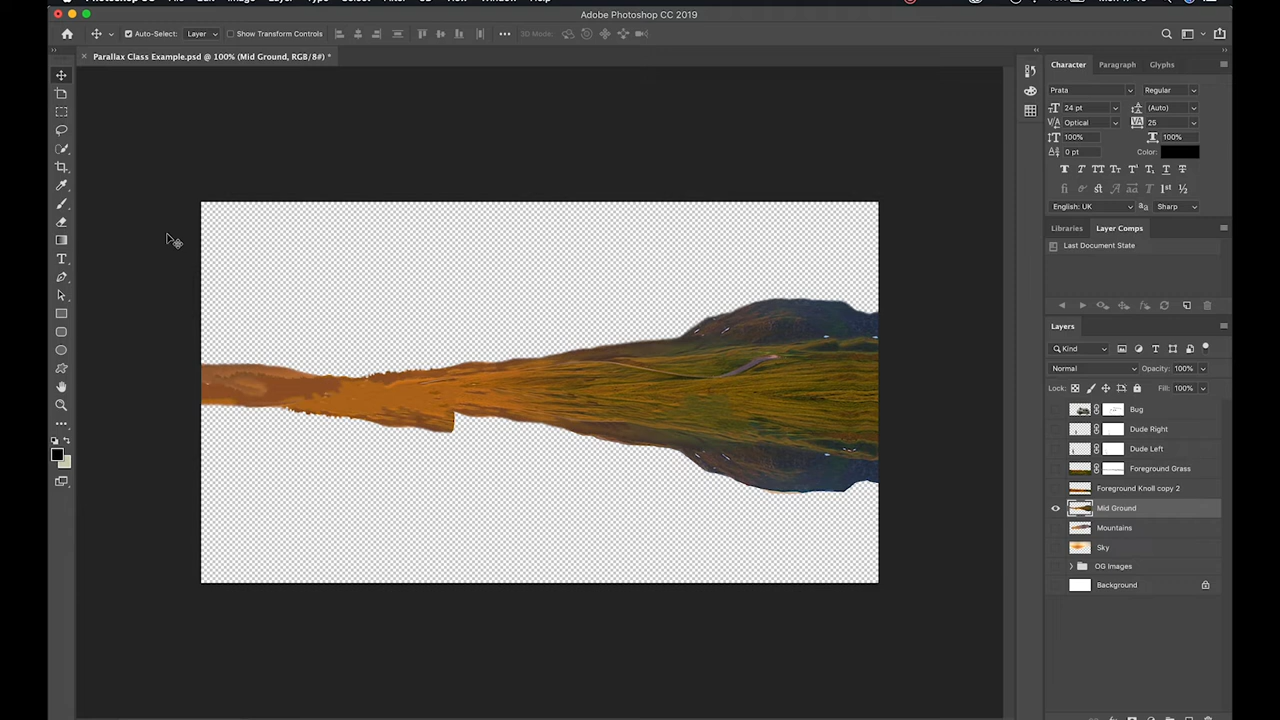 Adobe Photoshop CC 2019
Auto-Select: Layer Show Transform Controls 3D Mode:
Parallax Class Example.psd @ 100% (Mid Ground, RGB/8#) *
Character Paragraph Glyphs
Prata Regular
24 pt (Auto)
Optical 25
100% 100%
0 pt Color:
English: UK Sharp
Libraries Layer Comps
Last Document State
Layers
Kind
Normal Opacity: 100%
Lock: Fill: 100%
Bug
Dude Right
Dude Left
Foreground Grass
Foreground Knoll copy 2
Mid Ground
Mountains
Sky
OG Images
Background